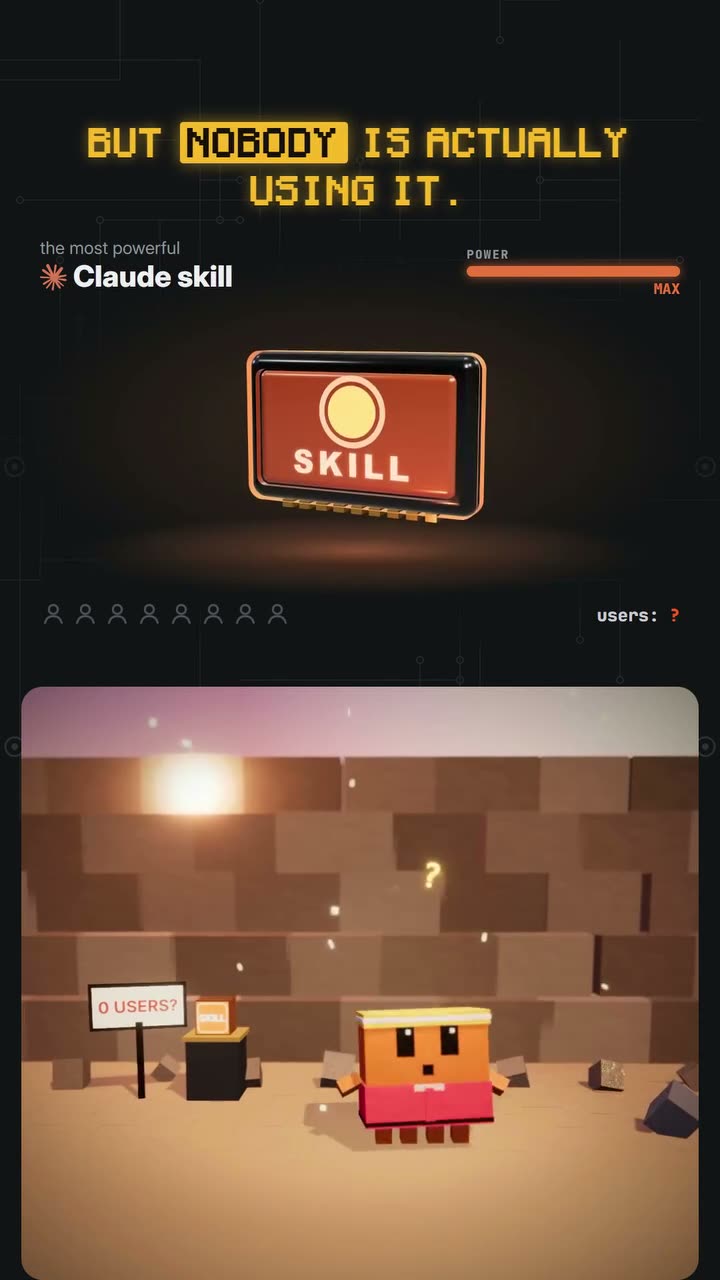 BUT NOBODY IS ACTUALLY
USING IT.
the most powerful
Claude skill
POWER
MAX
SKILL
users: ?
?
0 USERS?
SKILL